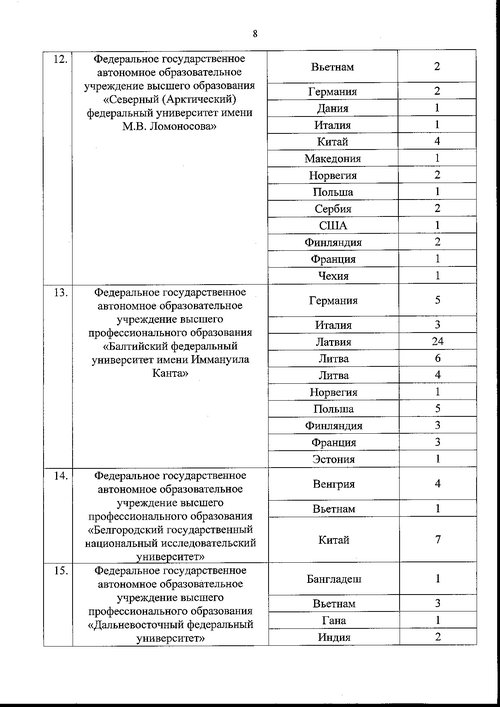 8
12. Федеральное государственное
автономное образовательное
учреждение высшего образования
«Северный (Арктический)
федеральный университет имени
М.В. Ломоносова»
Вьетнам 2
Германия 2
Дания 1
Италия 1
Китай 4
Македония 1
Норвегия 2
Польша 1
Сербия 2
США 1
Финляндия 2
Франция 1
Чехия 1
13. Федеральное государственное
автономное образовательное
учреждение высшего
профессионального образования
«Балтийский федеральный
университет имени Иммануила
Канта»
Германия 5
Италия 3
Латвия 24
Литва 6
Литва 4
Норвегия 1
Польша 5
Финляндия 3
Франция 3
Эстония 1
14. Федеральное государственное
автономное образовательное
учреждение высшего
профессионального образования
«Белгородский государственный
национальный исследовательский
университет»
Венгрия 4
Вьетнам 1
Китай 7
15. Федеральное государственное
автономное образовательное
учреждение высшего
профессионального образования
«Дальневосточный федеральный
университет»
Бангладеш 1
Вьетнам 3
Гана 1
Индия 2